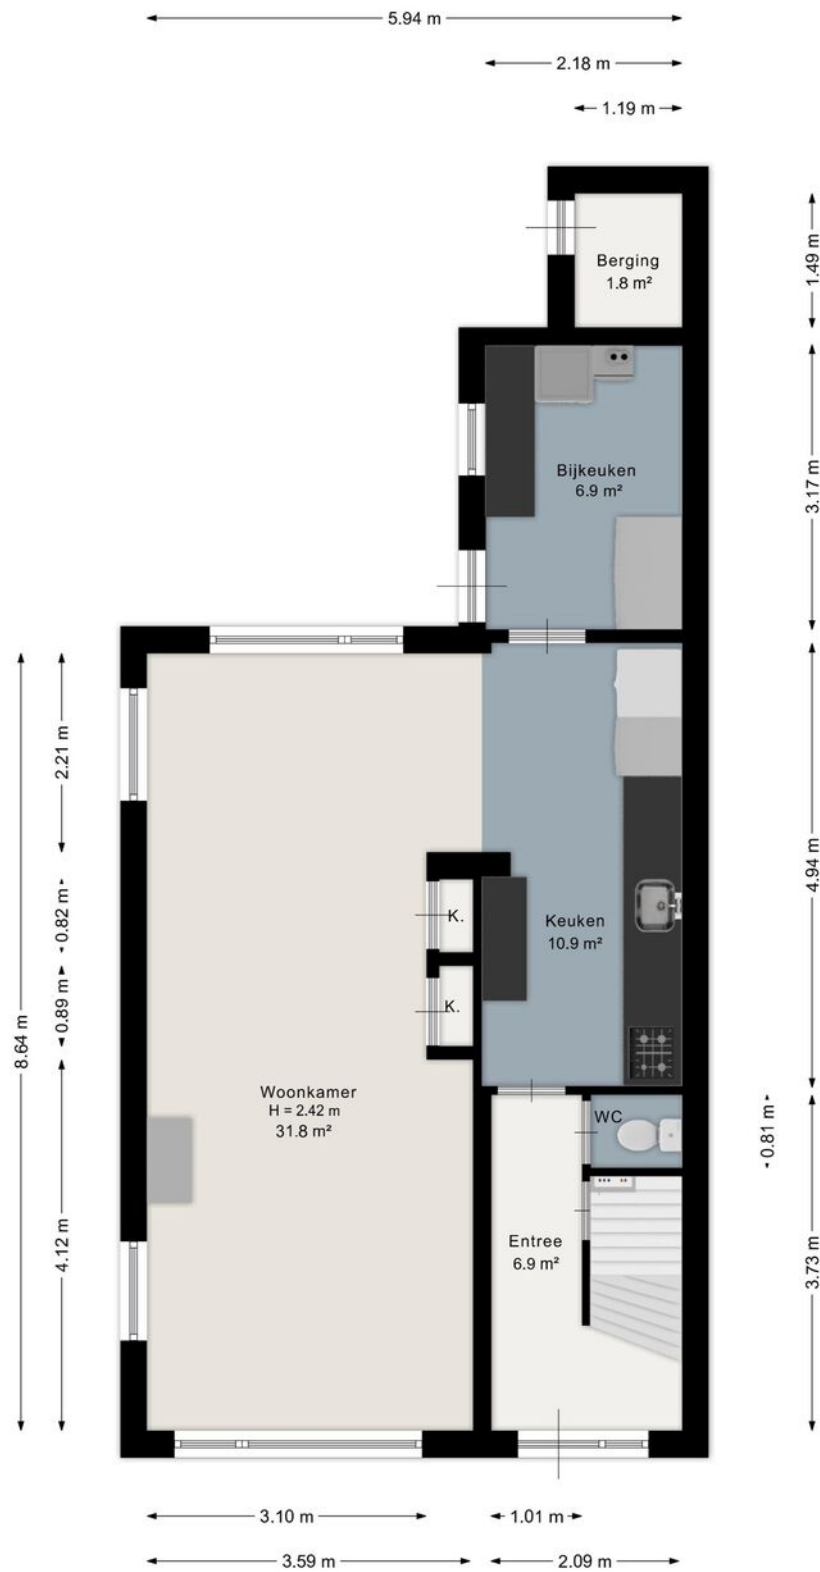 5.94 m
2.18 m
1.19 m
1.49 m
Berging
1.8 m²
3.17 m
Bijkeuken
6.9 m²
2.21 m
4.94 m
0.82 m
K.
Keuken
10.9 m²
0.89 m
K.
8.64 m
Woonkamer
H = 2.42 m
31.8 m²
WC
0.81 m
4.12 m
Entree
6.9 m²
3.73 m
3.10 m
1.01 m
3.59 m
2.09 m